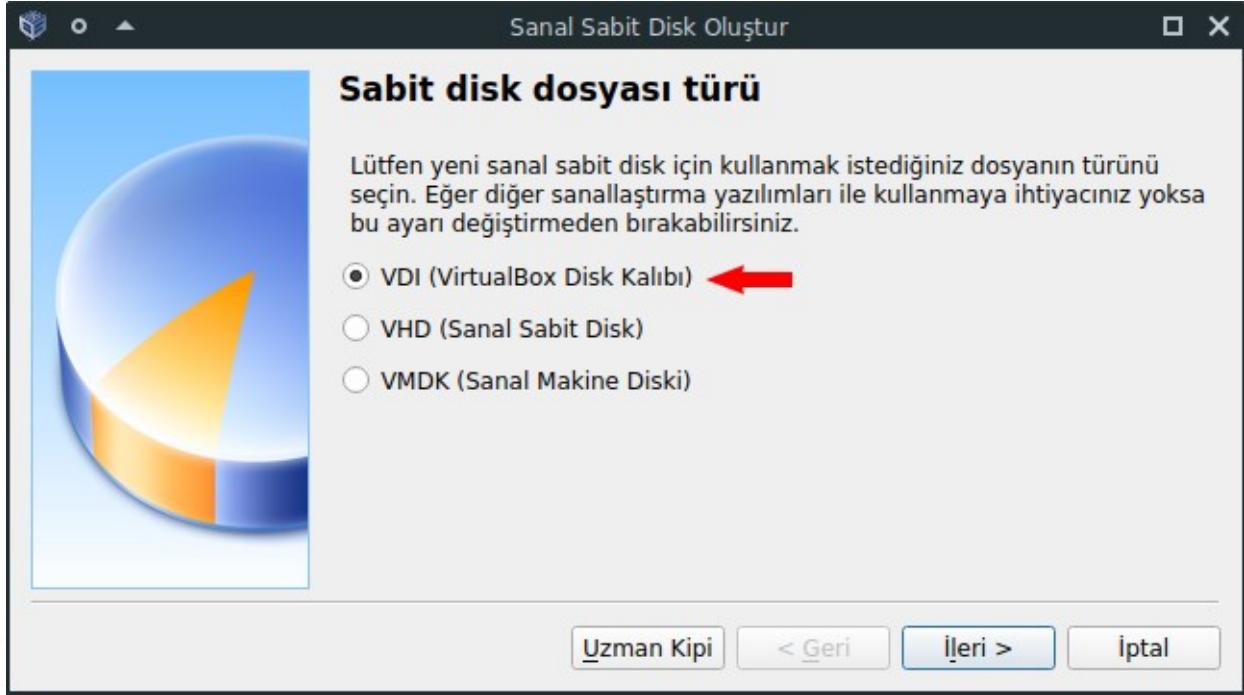 Sanal Sabit Disk Oluştur
Sabit disk dosyası türü
Lütfen yeni sanal sabit disk için kullanmak istediğiniz dosyanın türünü
seçin. Eğer diğer sanallaştırma yazılımları ile kullanmaya ihtiyacınız yoksa
bu ayarı değiştirmeden bırakabilirsiniz.
VDI (VirtualBox Disk Kalıbı)
VHD (Sanal Sabit Disk)
VMDK (Sanal Makine Diski)
Uzman Kipi < Geri İleri > İptal